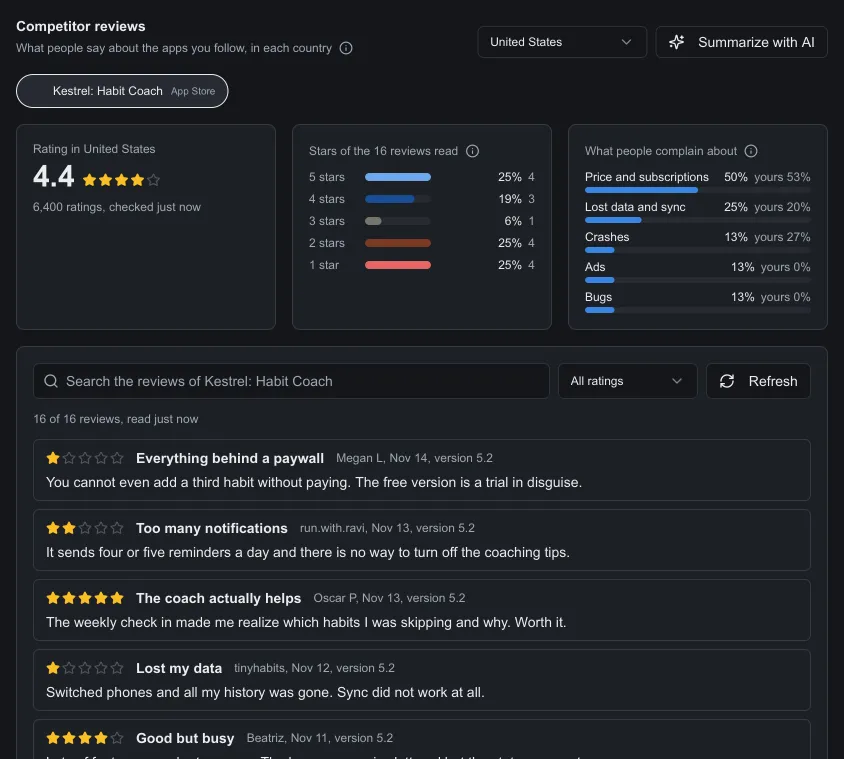 Competitor reviews
What people say about the apps you follow, in each country
United States
Summarize with AI
Kestrel: Habit Coach App Store
Rating in United States
4.4
6,400 ratings, checked just now
Stars of the 16 reviews read
5 stars 25% 4
4 stars 19% 3
3 stars 6% 1
2 stars 25% 4
1 star 25% 4
What people complain about
Price and subscriptions 50% yours 53%
Lost data and sync 25% yours 20%
Crashes 13% yours 27%
Ads 13% yours 0%
Bugs 13% yours 0%
Search the reviews of Kestrel: Habit Coach
All ratings
Refresh
16 of 16 reviews, read just now
Everything behind a paywall Megan L, Nov 14, version 5.2
You cannot even add a third habit without paying. The free version is a trial in disguise.
Too many notifications run.with.ravi, Nov 13, version 5.2
It sends four or five reminders a day and there is no way to turn off the coaching tips.
The coach actually helps Oscar P, Nov 13, version 5.2
The weekly check in made me realize which habits I was skipping and why. Worth it.
Lost my data tinyhabits, Nov 12, version 5.2
Switched phones and all my history was gone. Sync did not work at all.
Good but busy Beatriz, Nov 11, version 5.2